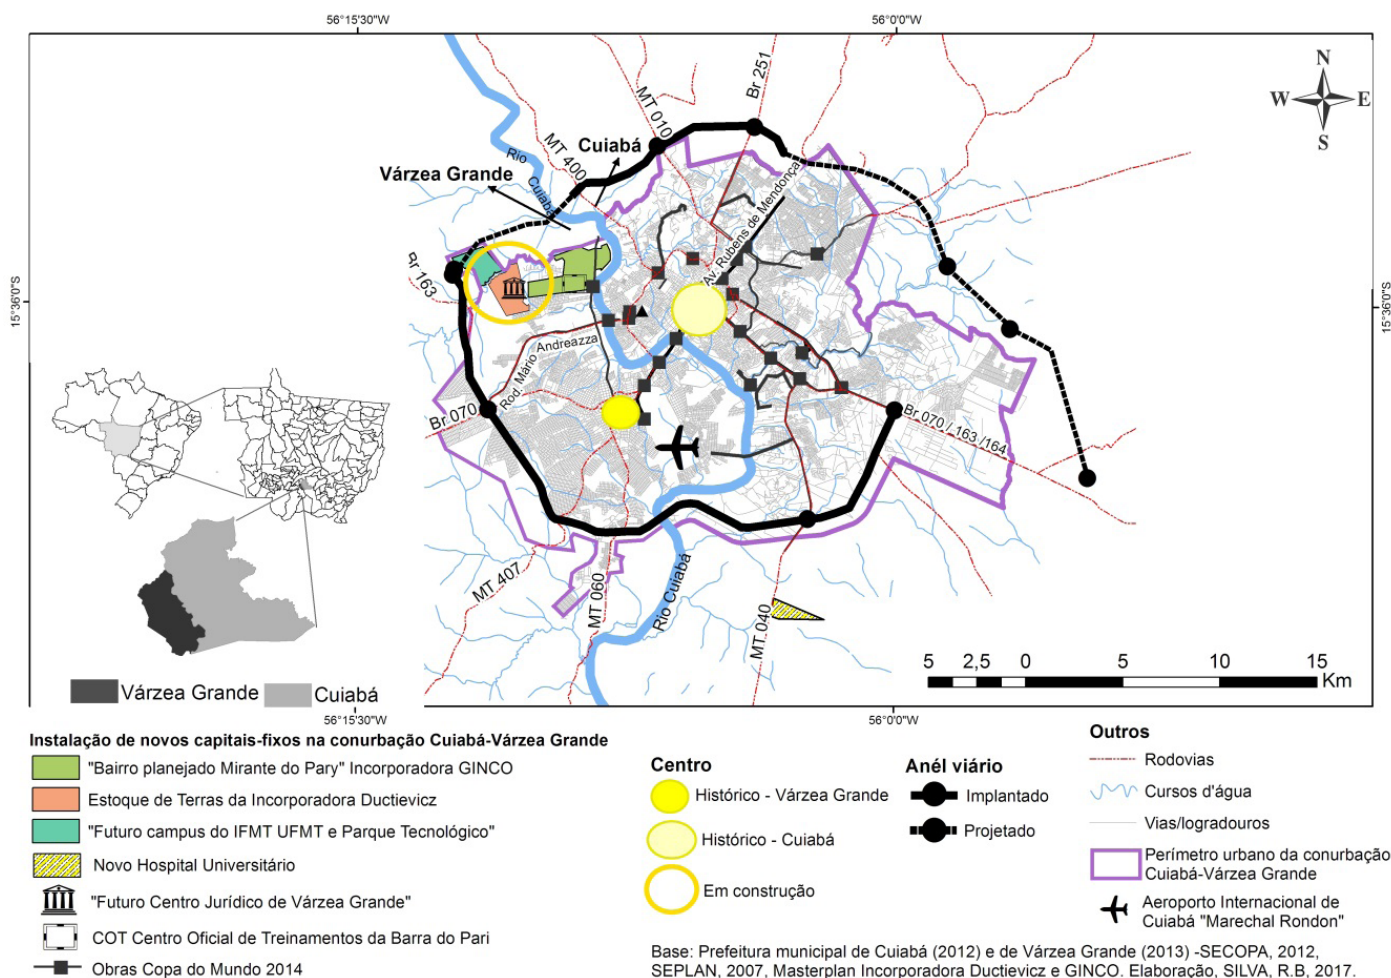 56°15'30"W
56°0'0"W
N
W E
S
Br 251
MT 010
MT 400
Cuiabá
Rio Cuiabá
Várzea Grande
Av. Rubens de Mendonça
Br 163
15°36'0"S
15°36'0"S
Rod. Mário Andreazza
Br 070
Br 070 / 163 /164
MT 407
MT 060
Rio Cuiabá
MT 040
5 2,5 0 5 10 15
Km
Várzea Grande
Cuiabá
56°15'30"W
56°0'0"W
Instalação de novos capitais-fixos na conurbação Cuiabá-Várzea Grande
"Bairro planejado Mirante do Pary" Incorporadora GINCO
Estoque de Terras da Incorporadora Ductievicz
"Futuro campus do IFMT UFMT e Parque Tecnológico"
Novo Hospital Universitário
"Futuro Centro Jurídico de Várzea Grande"
COT Centro Oficial de Treinamentos da Barra do Pari
Obras Copa do Mundo 2014
Centro
Histórico - Várzea Grande
Histórico - Cuiabá
Em construção
Anél viário
Implantado
Projetado
Outros
Rodovias
Cursos d'água
Vias/logradouros
Perímetro urbano da conurbação
Cuiabá-Várzea Grande
Aeroporto Internacional de
Cuiabá "Marechal Rondon"
Base: Prefeitura municipal de Cuiabá (2012) e de Várzea Grande (2013) -SECOPA, 2012,
SEPLAN, 2007, Masterplan Incorporadora Ductievicz e GINCO. Elaboração, SILVA, R.B, 2017.